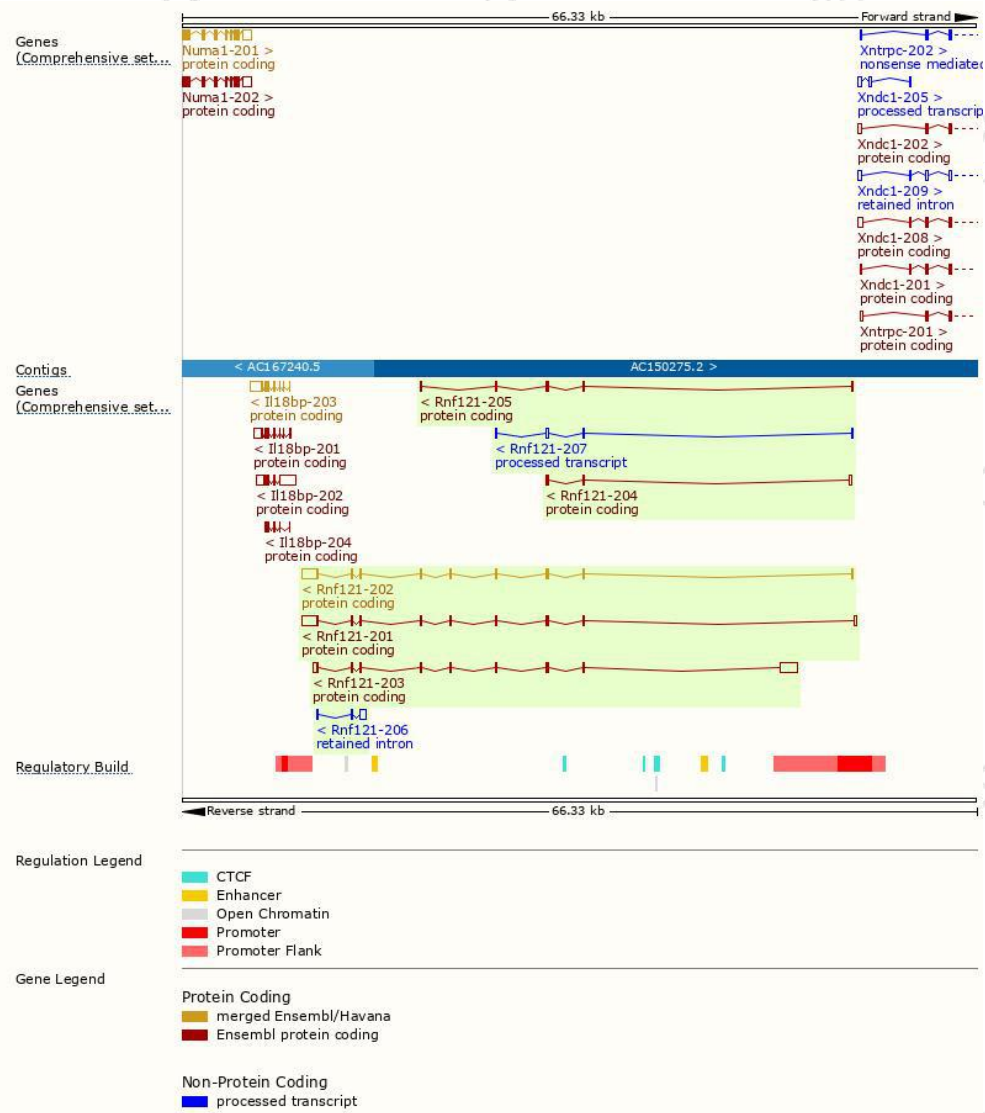 66.33 kb
Forward strand
Genes
(Comprehensive set...
Numa1-201 >
protein coding
Numa1-202 >
protein coding
Xntrpc-202 >
nonsense mediated
Xndc1-205 >
processed transcrip
Xndc1-202 >
protein coding
Xndc1-209 >
retained intron
Xndc1-208 >
protein coding
Xndc1-201 >
protein coding
Xntrpc-201 >
protein coding
Contigs
< AC167240.5
AC150275.2 >
Genes
(Comprehensive set...
< Il18bp-203
protein coding
< Rnf121-205
protein coding
< Il18bp-201
protein coding
< Rnf121-207
processed transcript
< Il18bp-202
protein coding
< Rnf121-204
protein coding
< Il18bp-204
protein coding
< Rnf121-202
protein coding
< Rnf121-201
protein coding
< Rnf121-203
protein coding
< Rnf121-206
retained intron
Regulatory Build
Reverse strand
66.33 kb
Regulation Legend
CTCF
Enhancer
Open Chromatin
Promoter
Promoter Flank
Gene Legend
Protein Coding
merged Ensembl/Havana
Ensembl protein coding
Non-Protein Coding
processed transcript